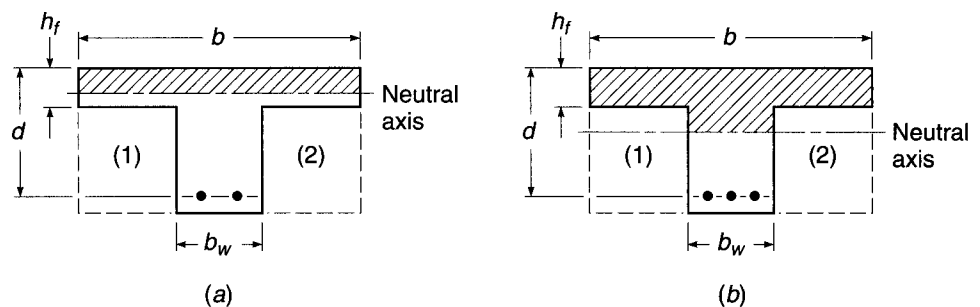 h_f
b
d
Neutral
axis
(1)
(2)
b_w
(a)
h_f
b
d
Neutral
axis
(1)
(2)
b_w
(b)